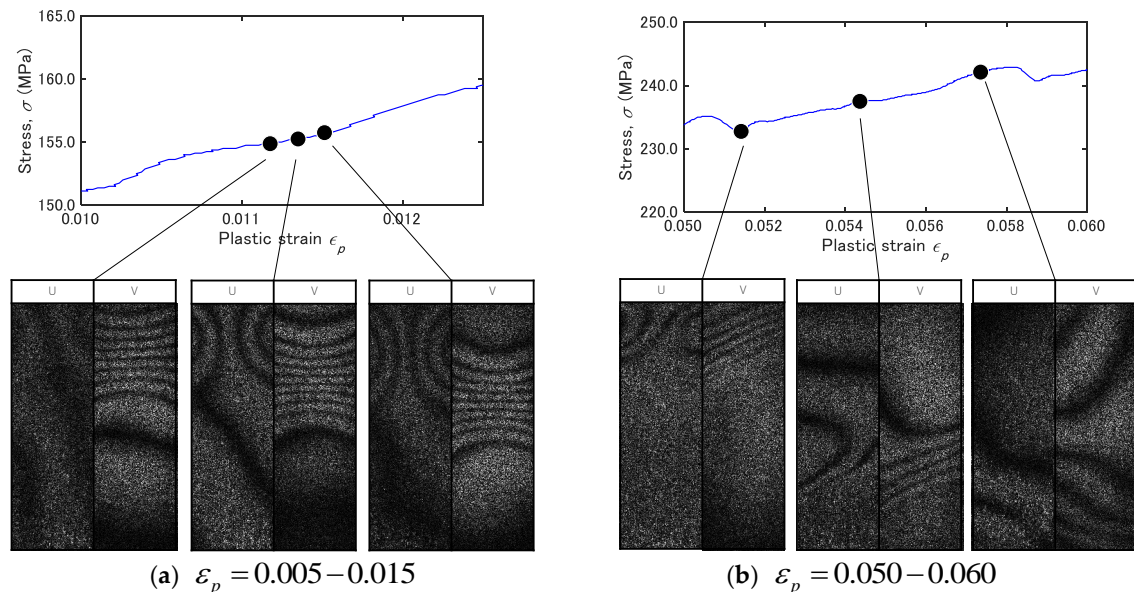 165.0
160.0
155.0
150.0
Stress, σ (MPa)
0.010
0.011
0.012
Plastic strain ϵ_p
U
V
U
V
U
V
(a) ε_p = 0.005−0.015
250.0
240.0
230.0
220.0
Stress, σ (MPa)
0.050
0.052
0.054
0.056
0.058
0.060
Plastic strain ϵ_p
U
V
U
V
U
V
(b) ε_p = 0.050−0.060